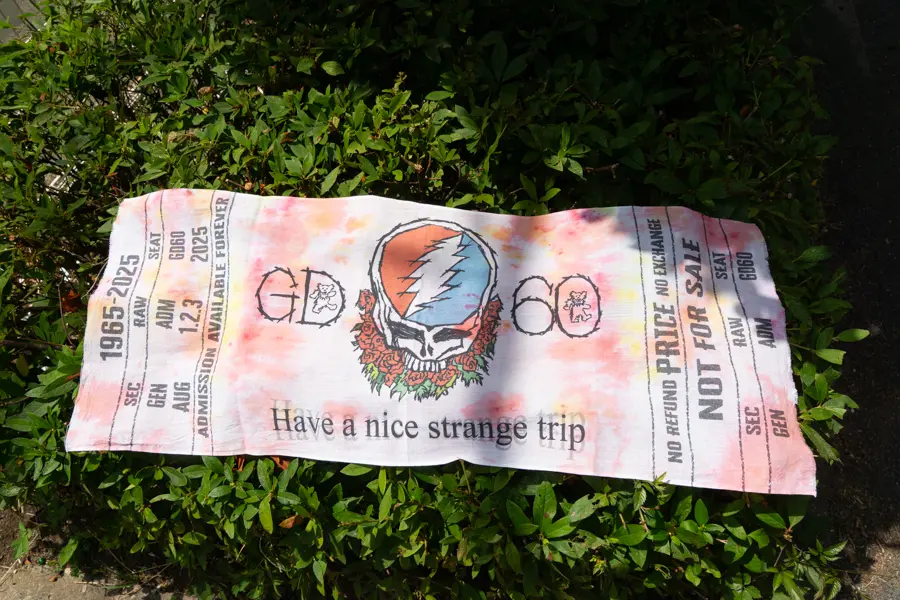 1965-2025
SEC RAW SEAT
GEN ADM GD60
AUG 1.2.3 2025
ADMISSION AVAILABLE FOREVER
GD 60
Have a nice strange trip
NO REFUND PRICE NO EXCHANGE
NOT FOR SALE
SEC RAW SEAT
GEN ADM GD60